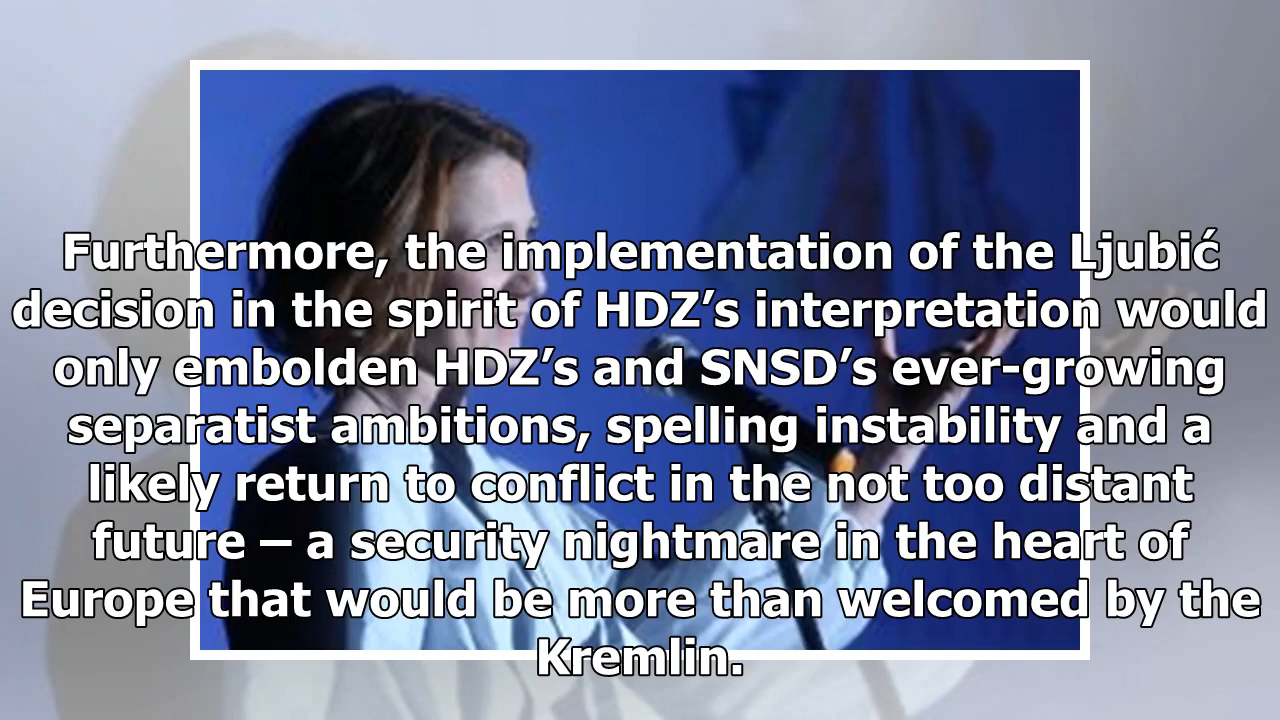 Furthermore, the implementation of the Ljubić
decision in the spirit of HDZ’s interpretation would
only embolden HDZ’s and SNSD’s ever-growing
separatist ambitions, spelling instability and a
likely return to conflict in the not too distant
future – a security nightmare in the heart of
Europe that would be more than welcomed by the
Kremlin.